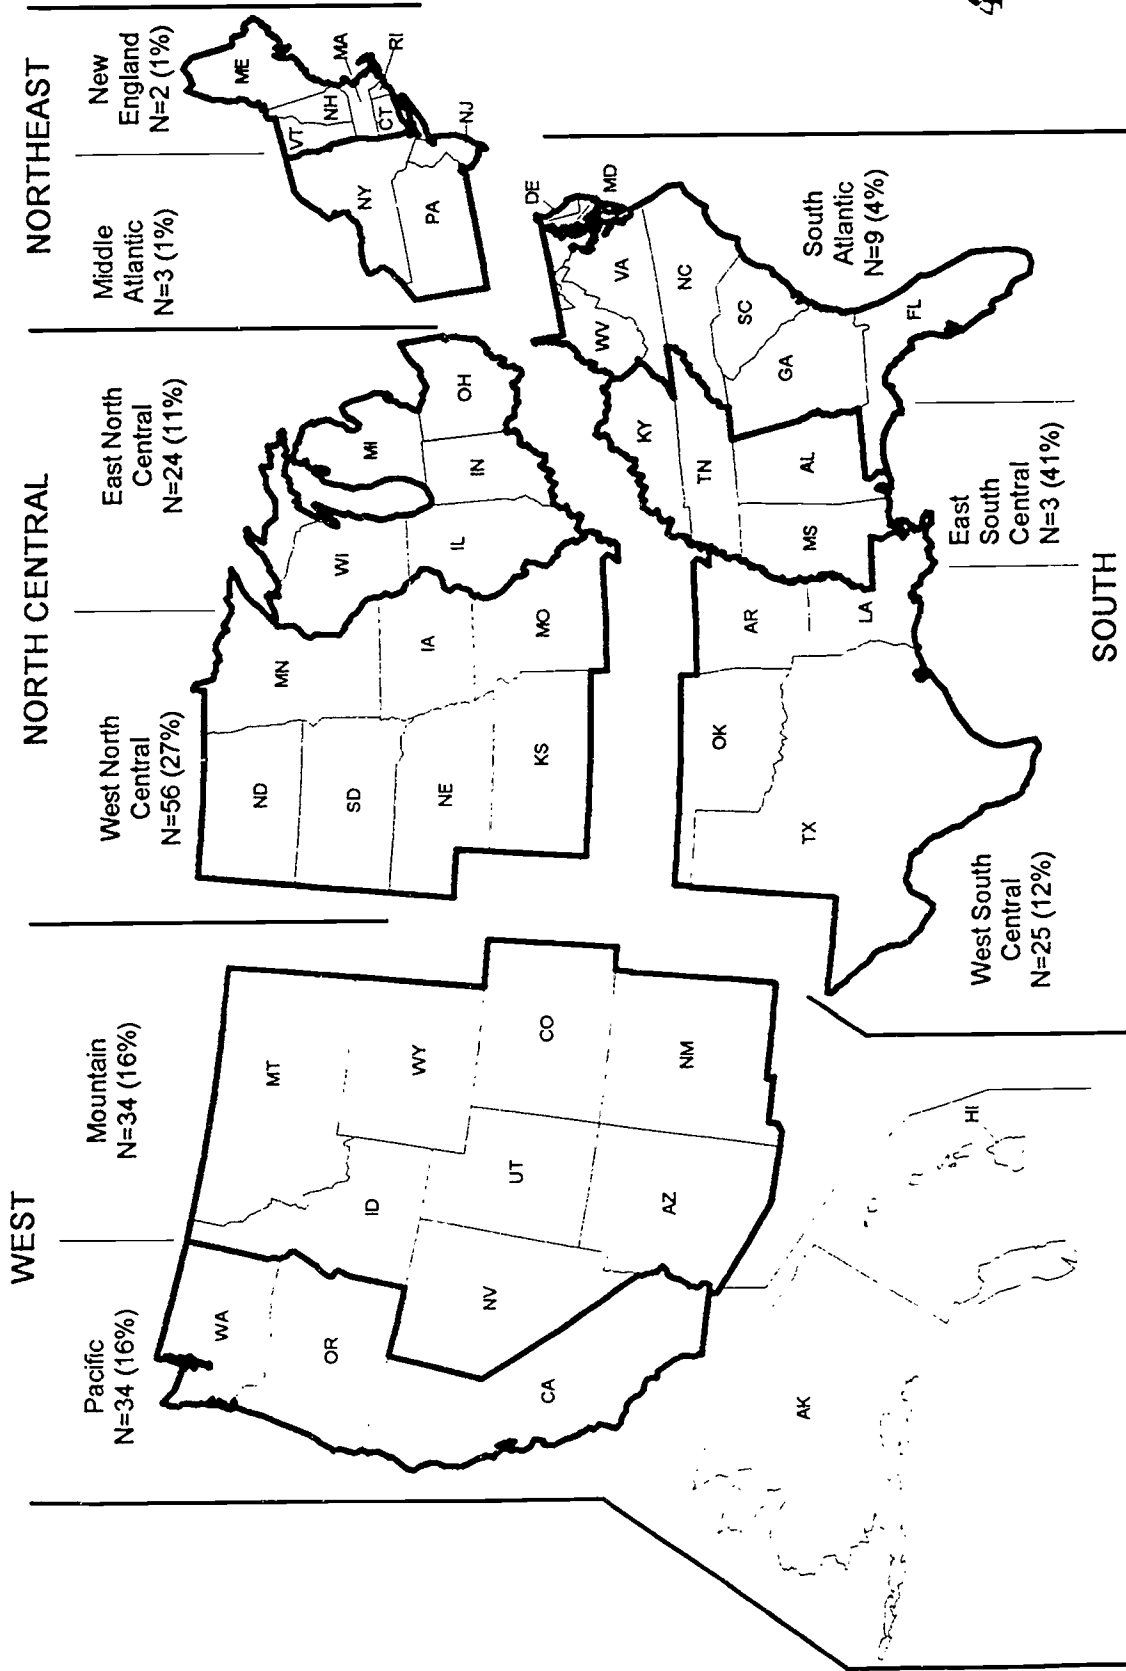 WEST
NORTH CENTRAL
NORTHEAST
Pacific
N=34 (16%)
Mountain
N=34 (16%)
West North
Central
N=56 (27%)
East North
Central
N=24 (11%)
Middle
Atlantic
N=3 (1%)
New
England
N=2 (1%)
WA
OR
CA
NV
ID
MT
WY
UT
CO
AZ
NM
AK
HI
ND
SD
NE
KS
MN
IA
MO
WI
IL
MI
IN
OH
NY
PA
NJ
VT
NH
ME
MA
RI
CT
TX
OK
AR
LA
KY
TN
MS
AL
WV
VA
DE
MD
NC
SC
GA
FL
West South
Central
N=25 (12%)
East
South
Central
N=3 (41%)
South
Atlantic
N=9 (4%)
SOUTH